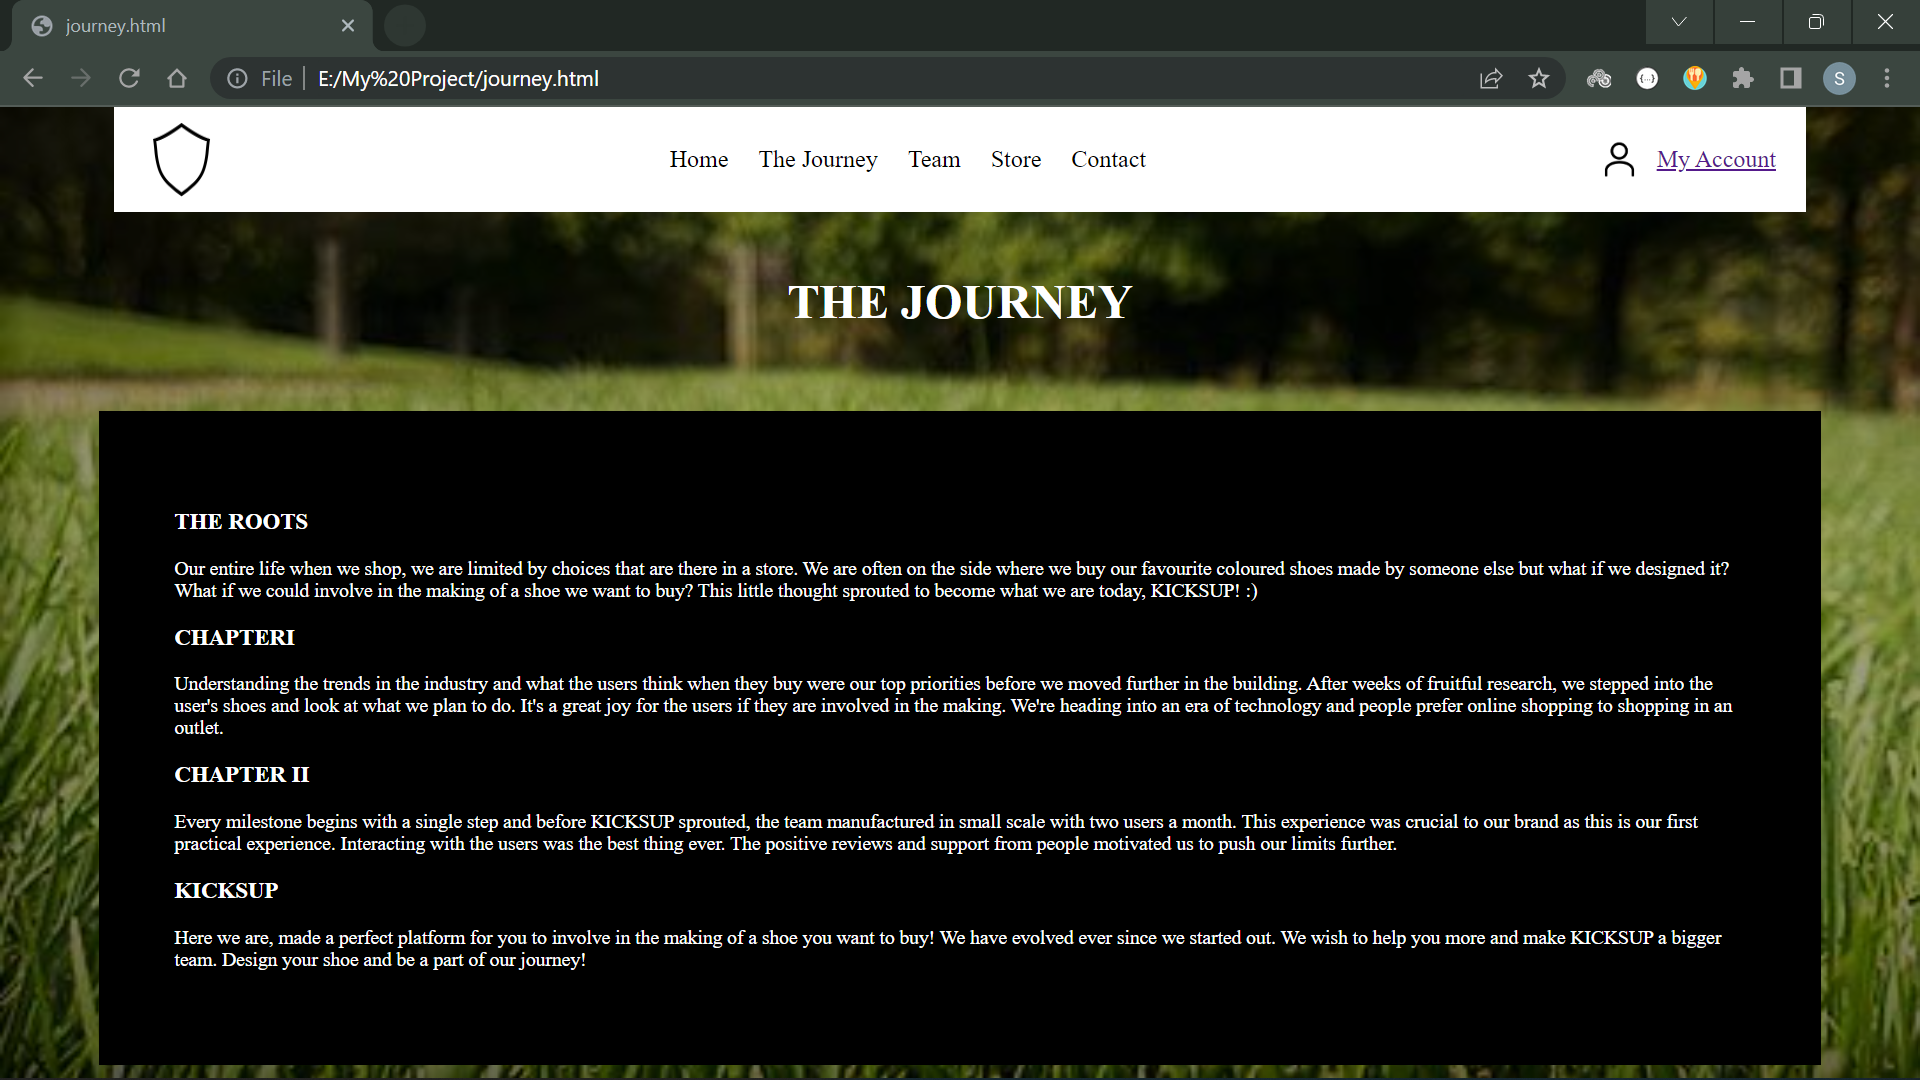 journey.html
File
E:/My%20Project/journey.html
S
Home The Journey Team Store Contact
My Account
THE JOURNEY
THE ROOTS
Our entire life when we shop, we are limited by choices that are there in a store. We are often on the side where we buy our favourite coloured shoes made by someone else but what if we designed it?
What if we could involve in the making of a shoe we want to buy? This little thought sprouted to become what we are today, KICKSUP! :)
CHAPTERI
Understanding the trends in the industry and what the users think when they buy were our top priorities before we moved further in the building. After weeks of fruitful research, we stepped into the
user's shoes and look at what we plan to do. It's a great joy for the users if they are involved in the making. We're heading into an era of technology and people prefer online shopping to shopping in an
outlet.
CHAPTER II
Every milestone begins with a single step and before KICKSUP sprouted, the team manufactured in small scale with two users a month. This experience was crucial to our brand as this is our first
practical experience. Interacting with the users was the best thing ever. The positive reviews and support from people motivated us to push our limits further.
KICKSUP
Here we are, made a perfect platform for you to involve in the making of a shoe you want to buy! We have evolved ever since we started out. We wish to help you more and make KICKSUP a bigger
team. Design your shoe and be a part of our journey!